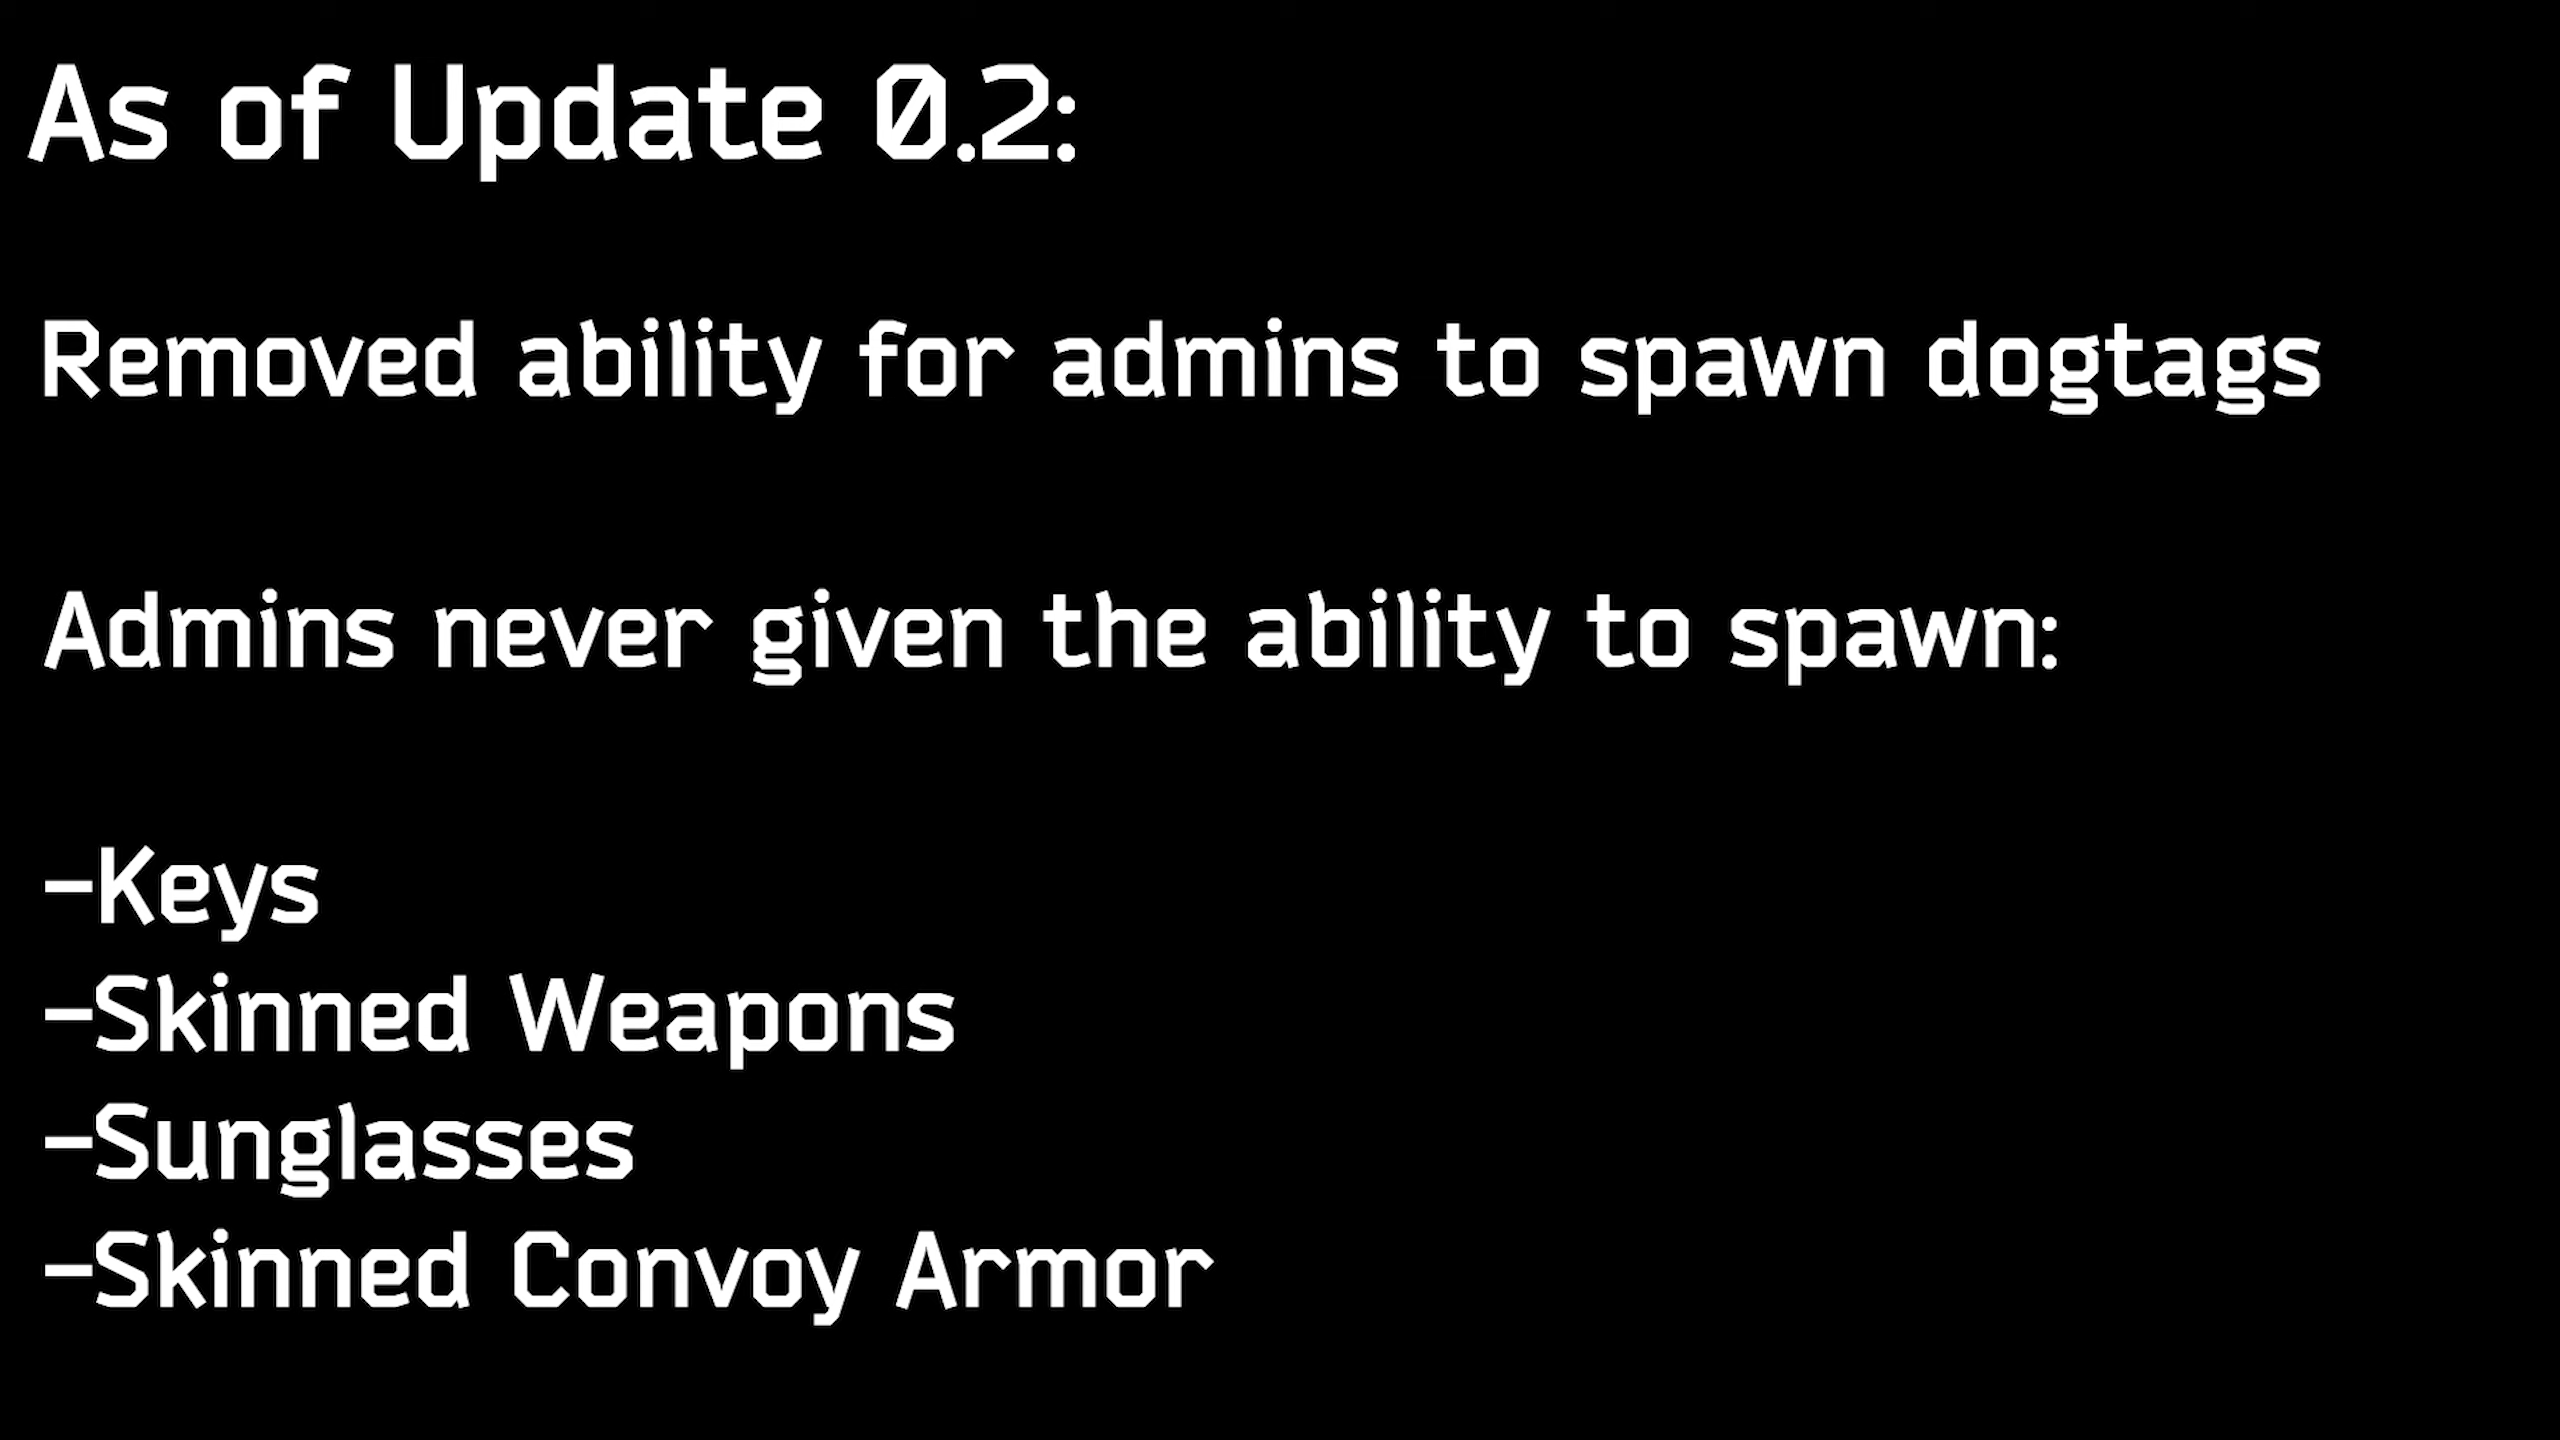 As of Update 0.2:
Removed ability for admins to spawn dogtags
Admins never given the ability to spawn:
-Keys
-Skinned Weapons
-Sunglasses
-Skinned Convoy Armor